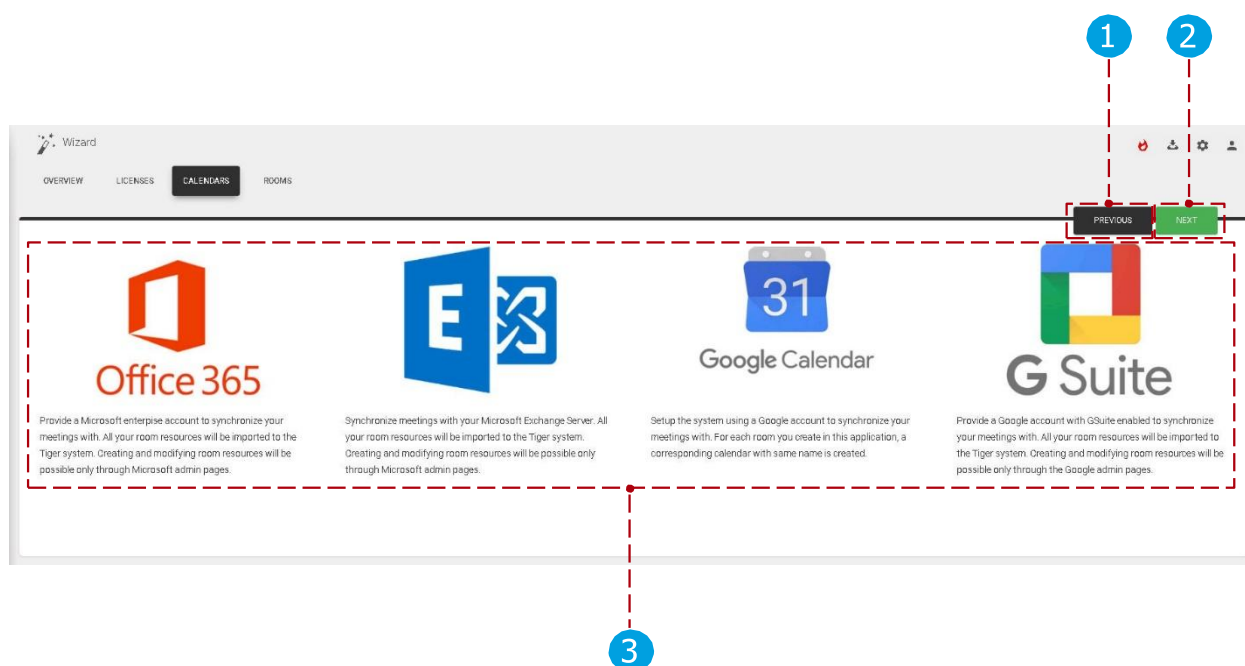 1 2
Wizard
OVERVIEW LICENSES CALENDARS ROOMS
PREVIOUS NEXT
E
31
Office 365
Google Calendar
G Suite
Provide a Microsoft enterpise account to synchronize your
meetings with. All your room resources will be imported to the
Tiger system. Creating and modifying room resources will be
possible only through Microsoft admin pages.
Synchronize meetings with your Microsoft Exchange Server. All
your room resources will be imported to the Tiger system.
Creating and modifying room resources will be possible only
through Microsoft admin pages.
Setup the system using a Google account to synchronize your
meetings with. For each room you create in this application, a
corresponding calendar with same name is created.
Provide a Google account with GSuite enabled to synchronize
your meetings with. All your room resources will be imported to
the Tiger system. Creating and modifying room resources will be
possible only through the Google admin pages.
3